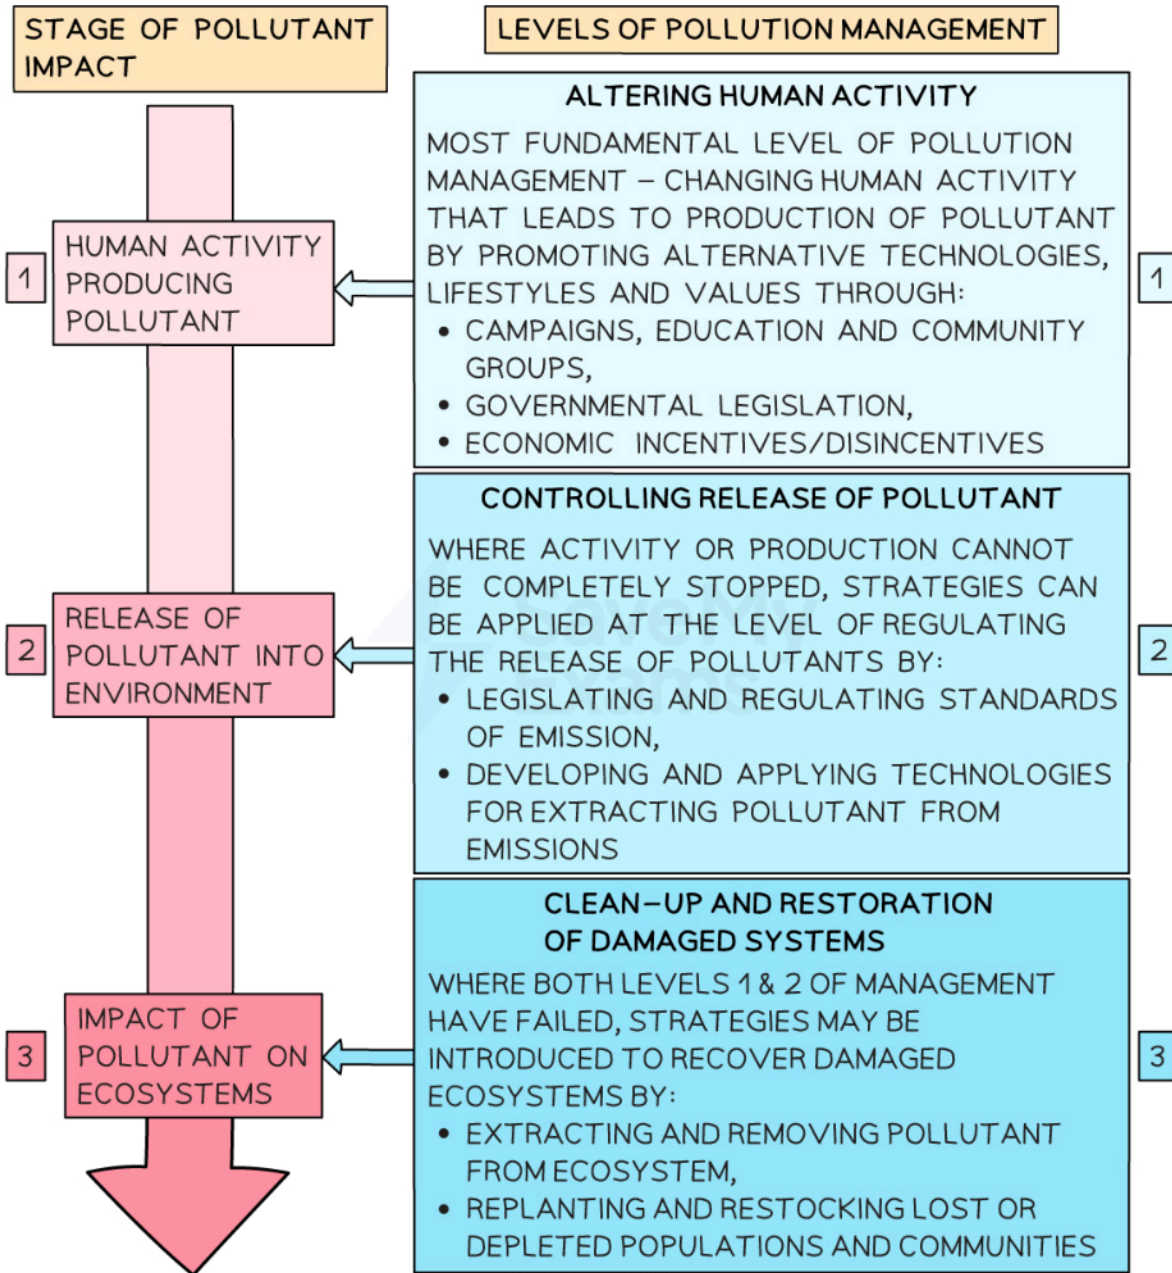 STAGE OF POLLUTANT
IMPACT
LEVELS OF POLLUTION MANAGEMENT
1
HUMAN ACTIVITY
PRODUCING
POLLUTANT
ALTERING HUMAN ACTIVITY
MOST FUNDAMENTAL LEVEL OF POLLUTION
MANAGEMENT – CHANGING HUMAN ACTIVITY
THAT LEADS TO PRODUCTION OF POLLUTANT
BY PROMOTING ALTERNATIVE TECHNOLOGIES,
LIFESTYLES AND VALUES THROUGH:
• CAMPAIGNS, EDUCATION AND COMMUNITY
GROUPS,
• GOVERNMENTAL LEGISLATION,
• ECONOMIC INCENTIVES/DISINCENTIVES
1
2
RELEASE OF
POLLUTANT INTO
ENVIRONMENT
CONTROLLING RELEASE OF POLLUTANT
WHERE ACTIVITY OR PRODUCTION CANNOT
BE COMPLETELY STOPPED, STRATEGIES CAN
BE APPLIED AT THE LEVEL OF REGULATING
THE RELEASE OF POLLUTANTS BY:
• LEGISLATING AND REGULATING STANDARDS
OF EMISSION,
• DEVELOPING AND APPLYING TECHNOLOGIES
FOR EXTRACTING POLLUTANT FROM
EMISSIONS
2
SaveMy
Exams
3
IMPACT OF
POLLUTANT ON
ECOSYSTEMS
CLEAN-UP AND RESTORATION
OF DAMAGED SYSTEMS
WHERE BOTH LEVELS 1 & 2 OF MANAGEMENT
HAVE FAILED, STRATEGIES MAY BE
INTRODUCED TO RECOVER DAMAGED
ECOSYSTEMS BY:
• EXTRACTING AND REMOVING POLLUTANT
FROM ECOSYSTEM,
• REPLANTING AND RESTOCKING LOST OR
DEPLETED POPULATIONS AND COMMUNITIES
3